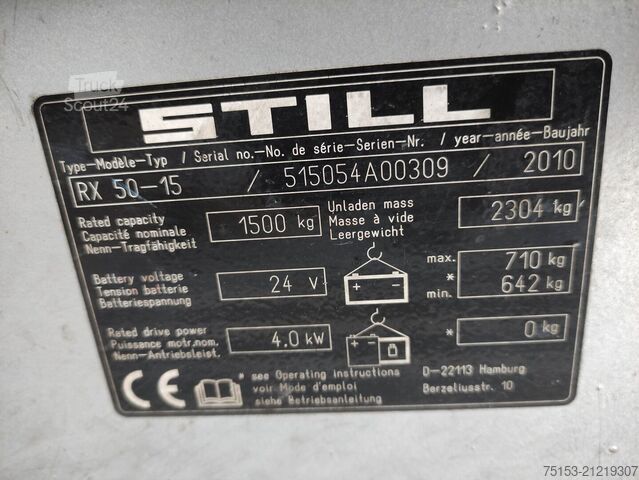 Truck
Scout24
STILL
Type-Modèle-Typ / Serial no.-No. de série-Serien-Nr. / year-année-Baujahr
RX 50-15 / 515054A00309 / 2010
Rated capacity
Capacité nominale
Nenn-Tragfähigkeit
1500 kg
Unladen mass
Masse à vide
Leergewicht
2304 kg
Battery voltage
Tension batterie
Batteriespannung
24 V
max. 710 kg
*
min. 642 kg
Rated drive power
Puissance motr.nom.
Nenn-Antriebsleist.
4.0 kW
* 0 kg
CE
* see Operating instructions
voir Mode d'emploi
siehe Betriebsanleitung
D-22113 Hamburg
Berzeliusstr. 10
75153-21219307